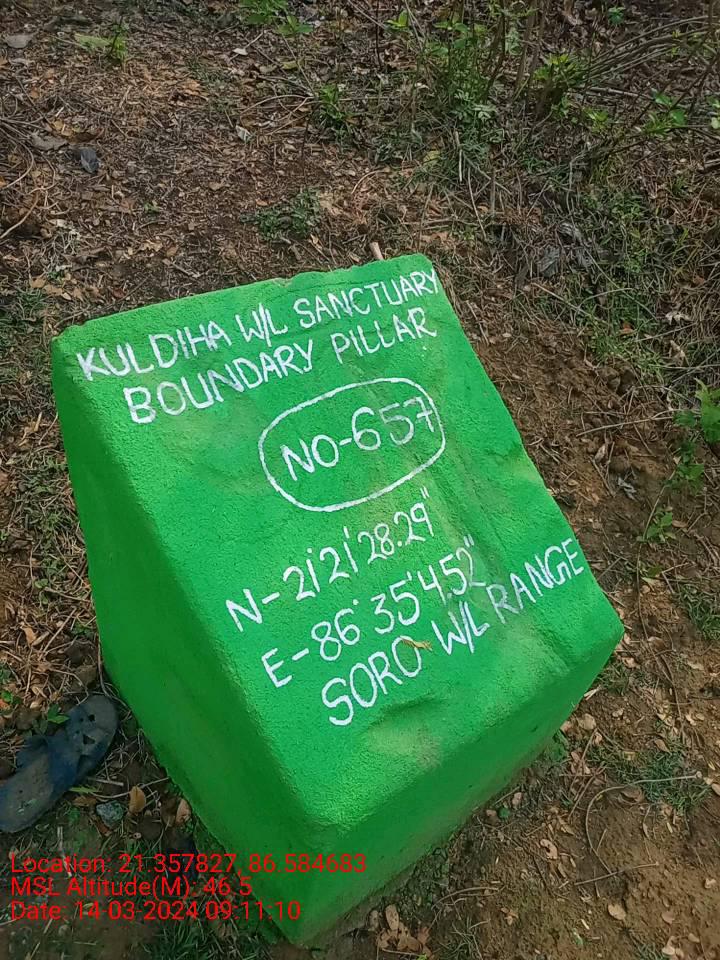 KULDIHA W/L SANCTUARY
BOUNDARY PILLAR
NO-657
N-21°21'28.29"
E-86°35'4.52"
SORO W/L RANGE
Location: 21.357827, 86.584683
MSL Altitude(M): 46.5
Date: 14-03-2024 09:11:10